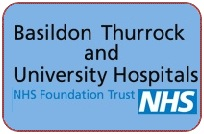 Basildon Thurrock
and
University Hospitals
NHS Foundation Trust NHS